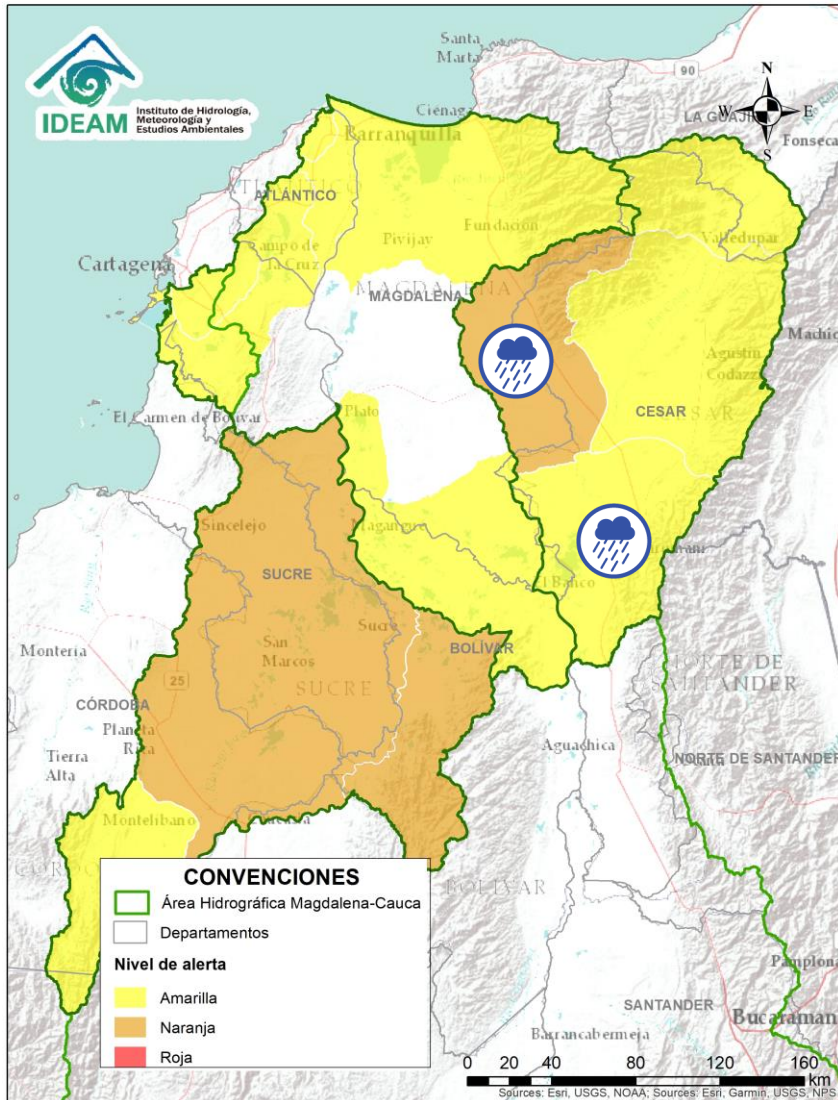 IDEAM
Instituto de Hidrología,
Meteorología y
Estudios Ambientales
Santa
Marta
90
N
W
E
S
Ciénaga
Barranquilla
Fonseca
ATLÁNTICO
Valledupar
Campo de
la Cruz
Pivijay
Fundación
Cartagena
MAGDALENA
MAGDALENA
Agustín
Codazzi
CESAR
El Carmen de Bolívar
Plato
Sincelejo
Magangué
SUCRE
El Banco
Sucre
BOLÍVAR
Montería
San
Marcos
SUCRE
25
NORTE DE
SANTANDER
CÓRDOBA
Planeta
Rica
Tierra
Alta
Aguachica
NORTE DE SANTANDER
Montelíbano
BOLÍVAR
CONVENCIONES
Área Hidrográfica Magdalena-Cauca
Departamentos
Nivel de alerta
Amarilla
Naranja
Roja
Pamplona
SANTANDER
Bucaraman
Barrancabermeja
0 20 40 80 120 160
km
Sources: Esri, USGS, NOAA; Sources: Esri, Garmin, USGS, NPS